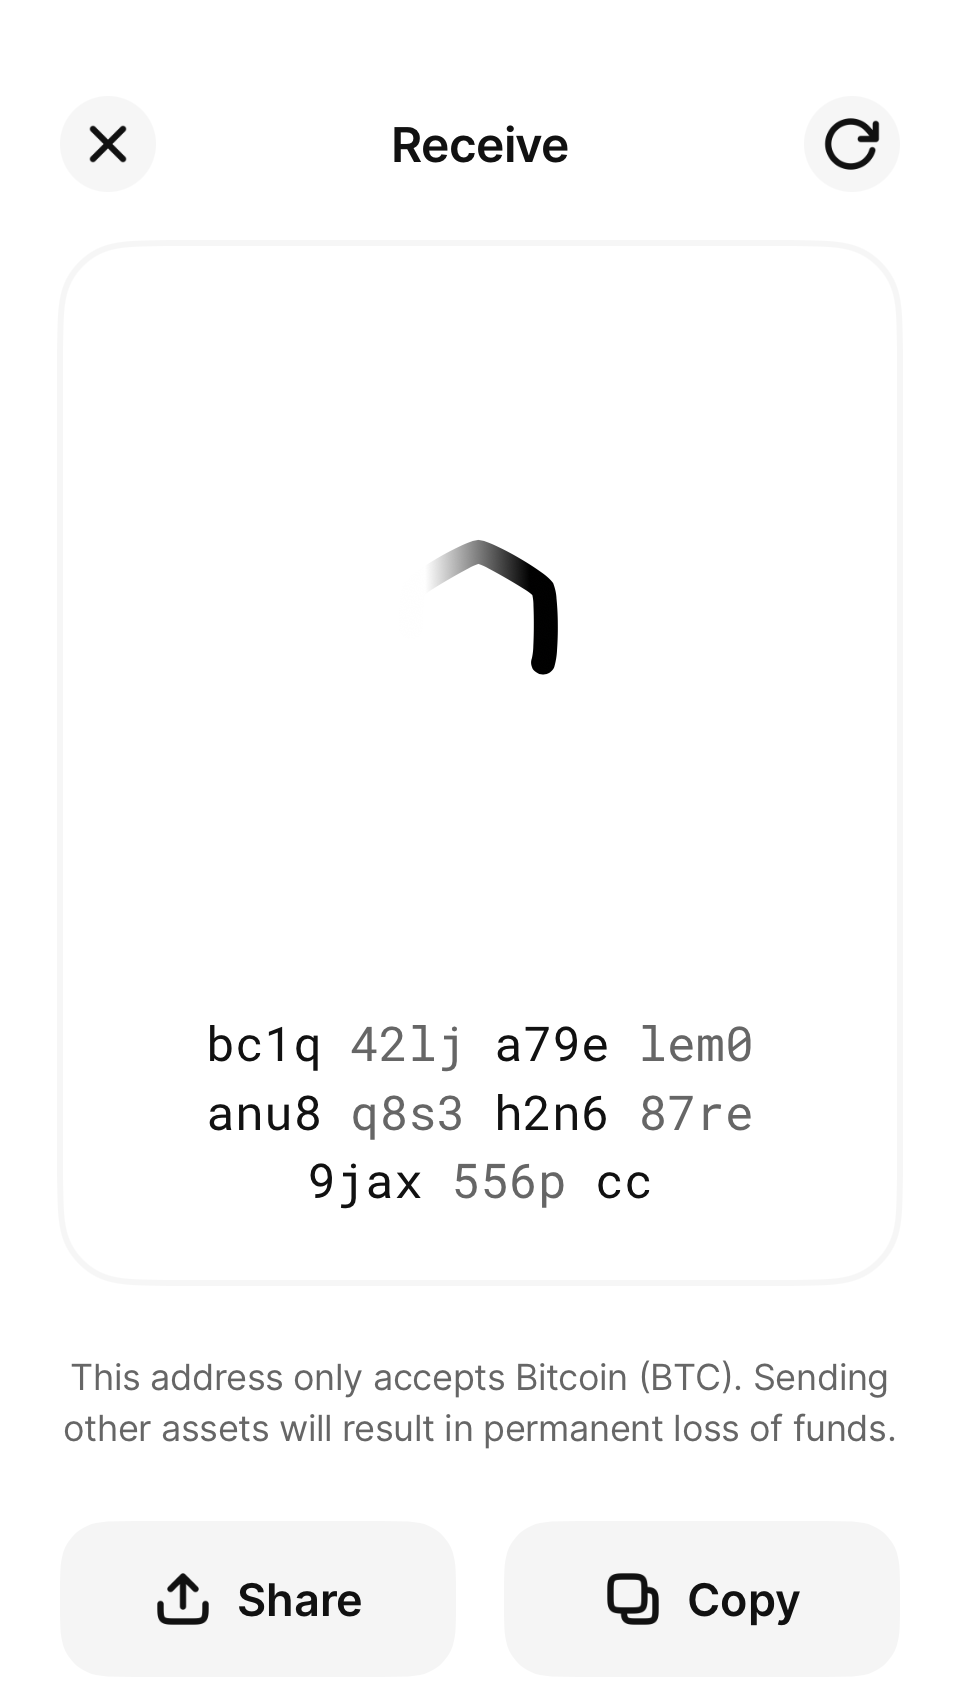 Receive
bc1q 42lj a79e lem0
anu8 q8s3 h2n6 87re
9jax 556p cc
This address only accepts Bitcoin (BTC). Sending
other assets will result in permanent loss of funds.
Share
Copy